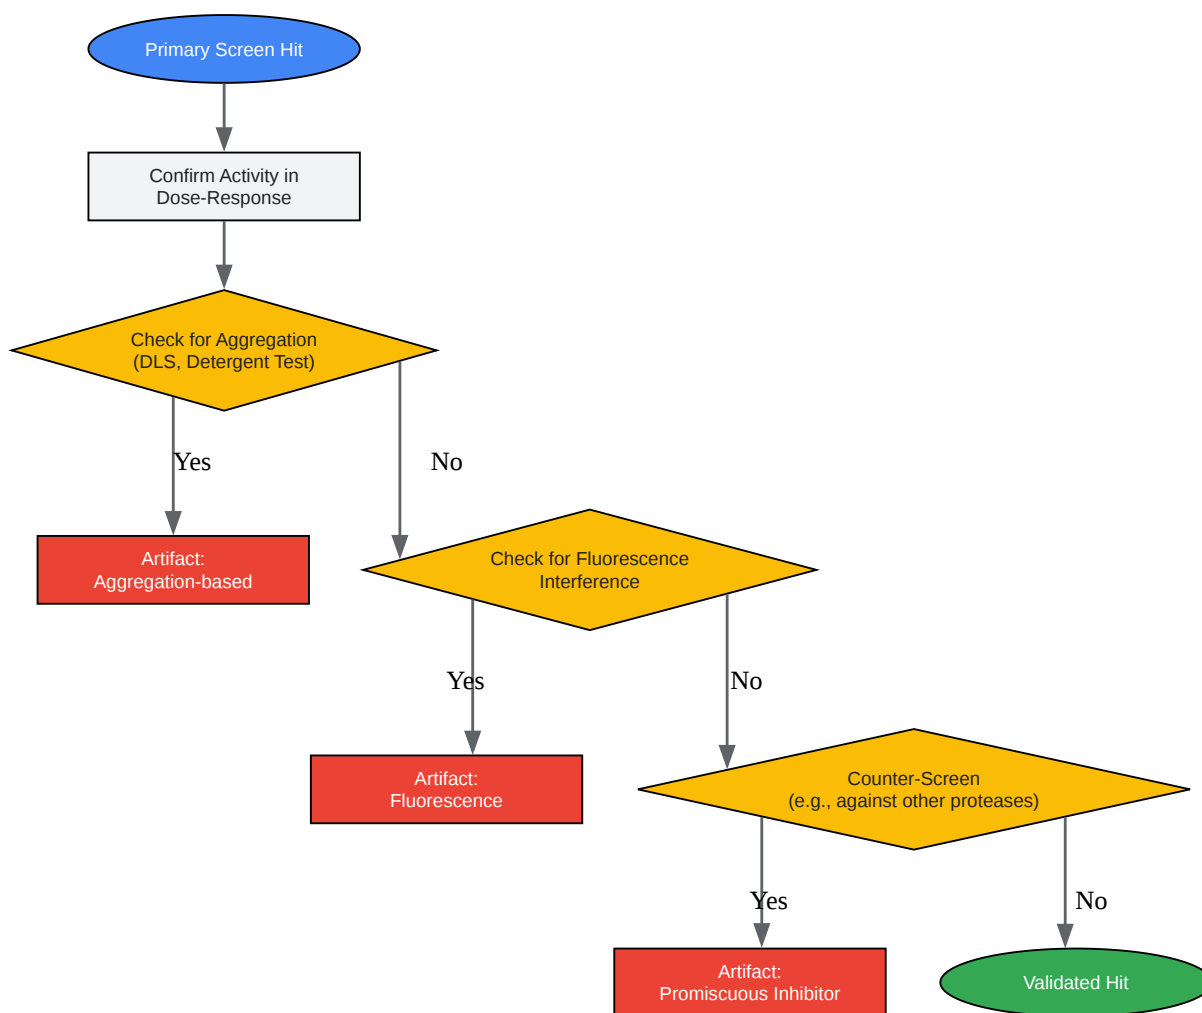 Primary Screen Hit
Confirm Activity in
Dose-Response
Check for Aggregation
(DLS, Detergent Test)
Yes
No
Artifact:
Aggregation-based
Check for Fluorescence
Interference
Yes
No
Artifact:
Fluorescence
Counter-Screen
(e.g., against other proteases)
Yes
No
Artifact:
Promiscuous Inhibitor
Validated Hit